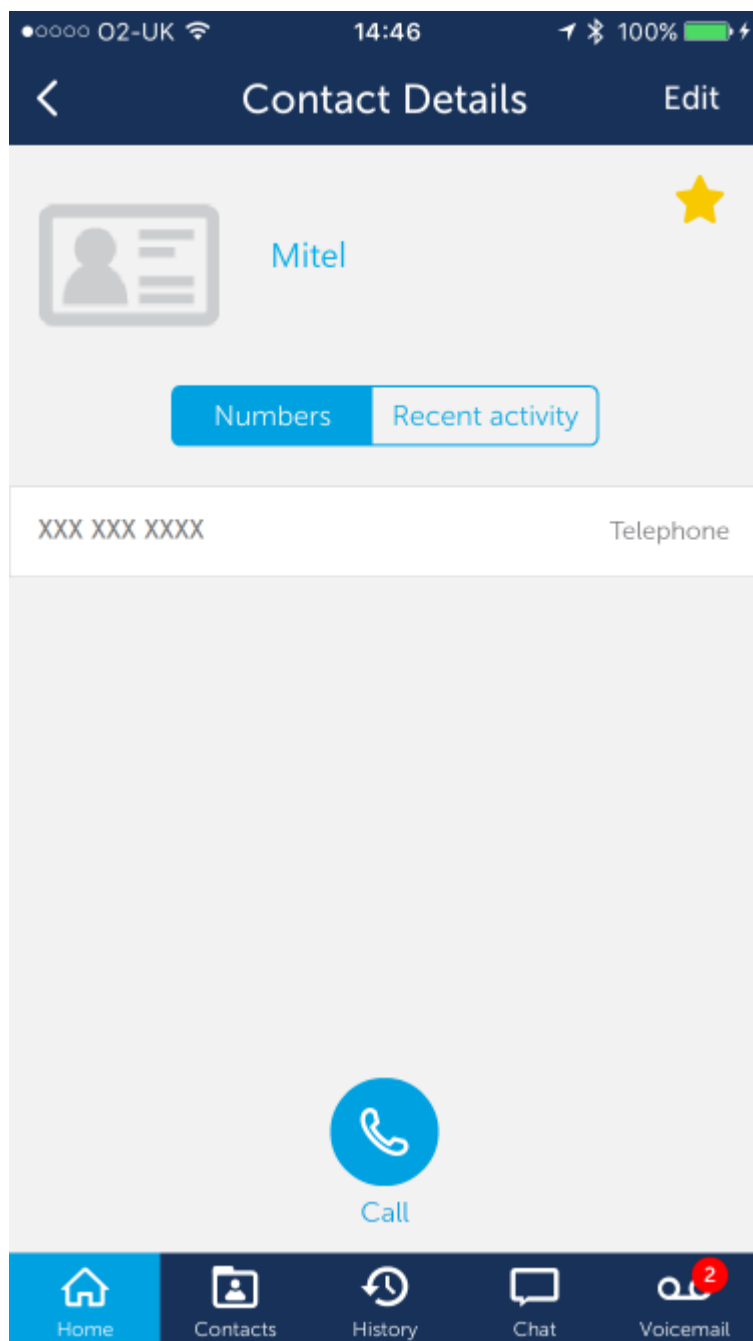 O2-UK 14:46 100%
Contact Details Edit
Mitel
Numbers Recent activity
XXX XXX XXXX Telephone
Call
2
Home Contacts History Chat Voicemail